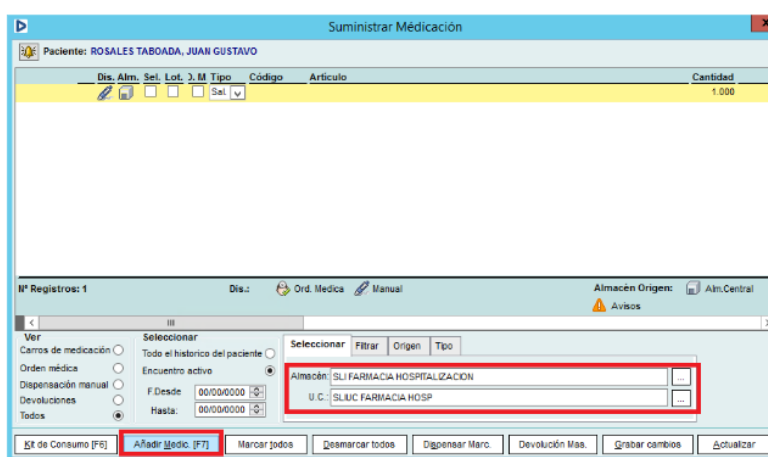 Suministrar Médicación
Paciente: ROSALES TABOADA, JUAN GUSTAVO
Dis. Alm. Sel. Lot. D. M Tipo Código Articulo Cantidad
Sal. 1.000
Nº Registros: 1 Dis.: Ord. Medica Manual Almacén Origen: Alm.Central
Avisos
Ver
Carros de medicación
Orden médica
Dispensación manual
Devoluciones
Todos
Seleccionar
Todo el historico del paciente
Encuentro activo
F.Desde 00/00/0000
Hasta: 00/00/0000
Seleccionar Filtrar Origen Tipo
Almacén: SLI FARMACIA HOSPITALIZACION ...
U.C.: SLIUC FARMACIA HOSP ...
Kit de Consumo [F6] Añadir Medic. [F7] Marcar todos Desmarcar todos Dispensar Marc. Devolución Mas. Grabar cambios Actualizar